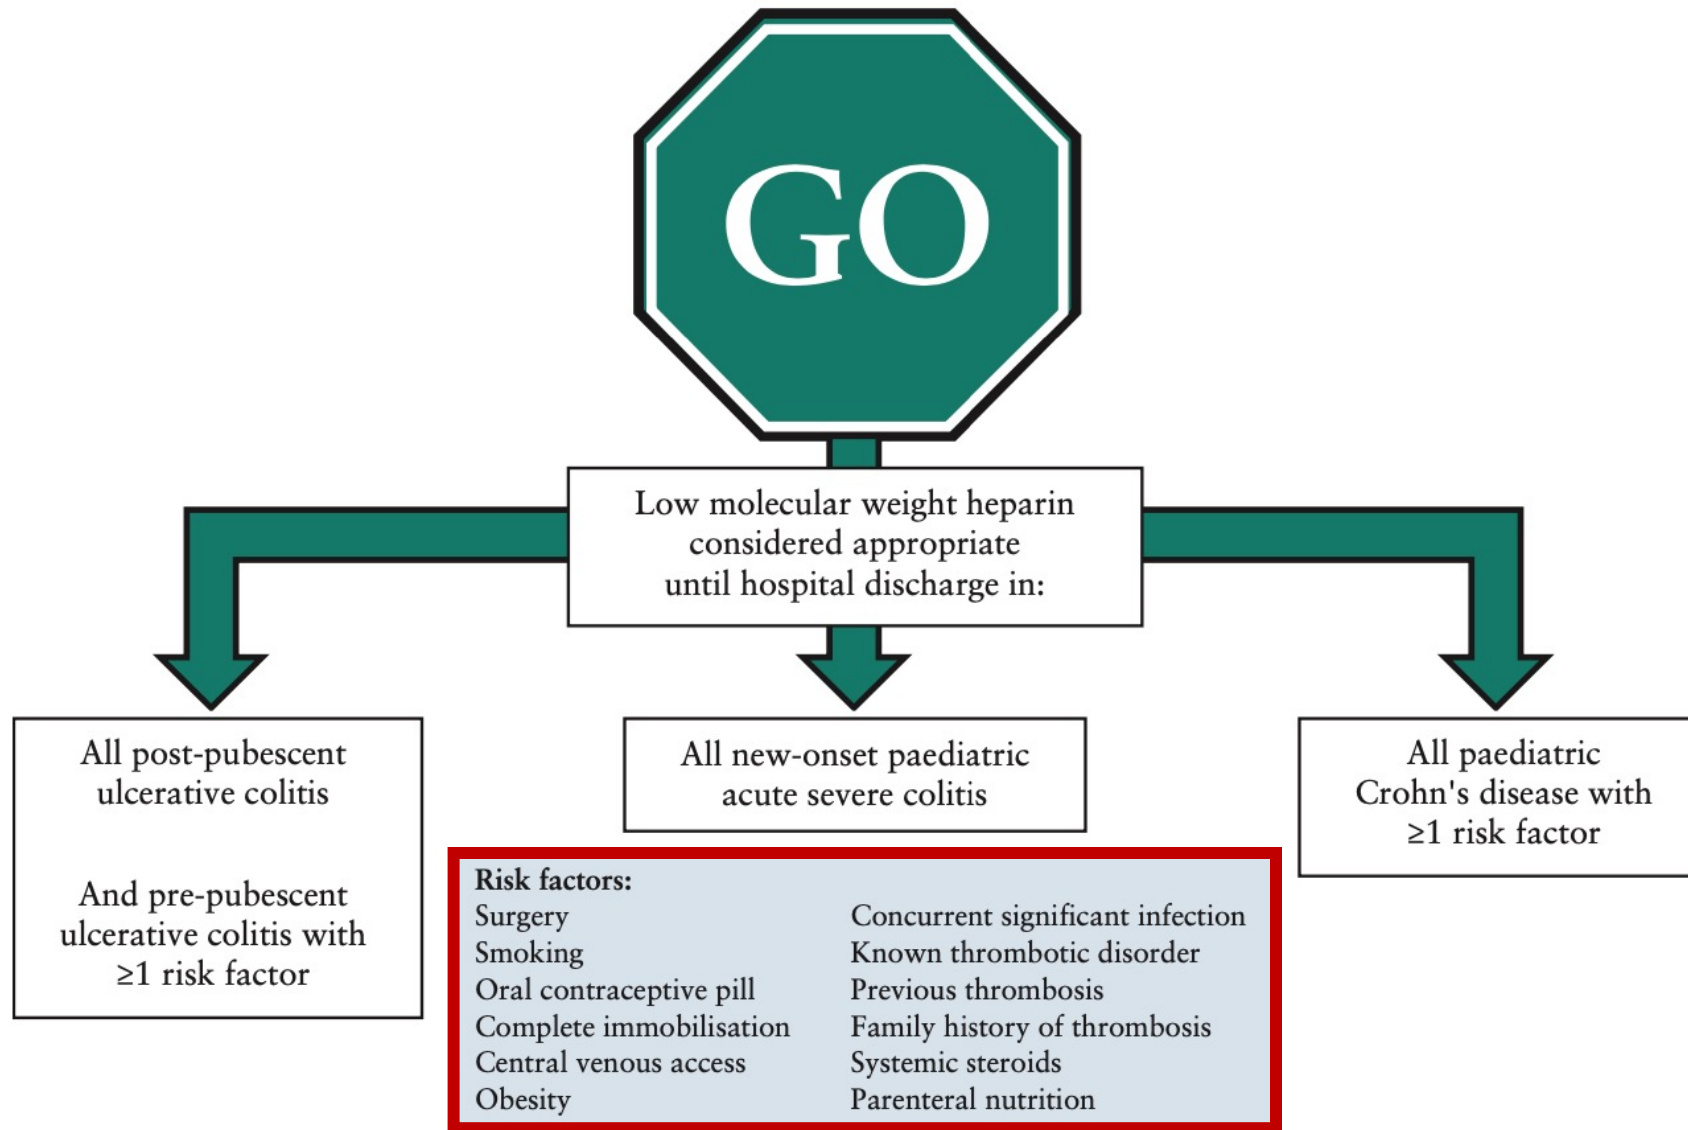 GO
Low molecular weight heparin
considered appropriate
until hospital discharge in:
All post-pubescent
ulcerative colitis
And pre-pubescent
ulcerative colitis with
≥1 risk factor
All new-onset paediatric
acute severe colitis
All paediatric
Crohn's disease with
≥1 risk factor
Risk factors:
Surgery
Smoking
Oral contraceptive pill
Complete immobilisation
Central venous access
Obesity
Concurrent significant infection
Known thrombotic disorder
Previous thrombosis
Family history of thrombosis
Systemic steroids
Parenteral nutrition